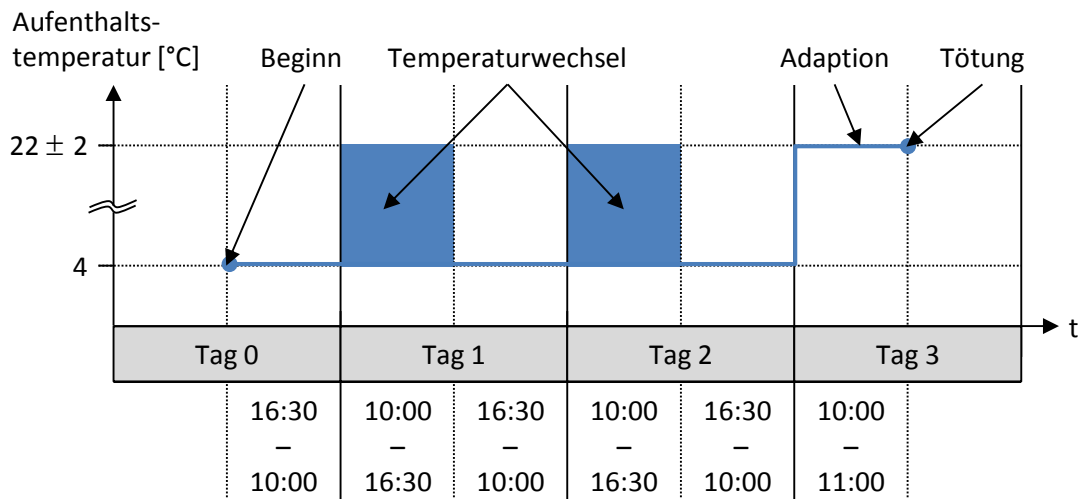 Aufenthalts-
temperatur [°C]
Beginn
Temperaturwechsel
Adaption
Tötung
22 ± 2
4
t
Tag 0
Tag 1
Tag 2
Tag 3
16:30 10:00 16:30 10:00 16:30 10:00
– – – – – –
10:00 16:30 10:00 16:30 10:00 11:00